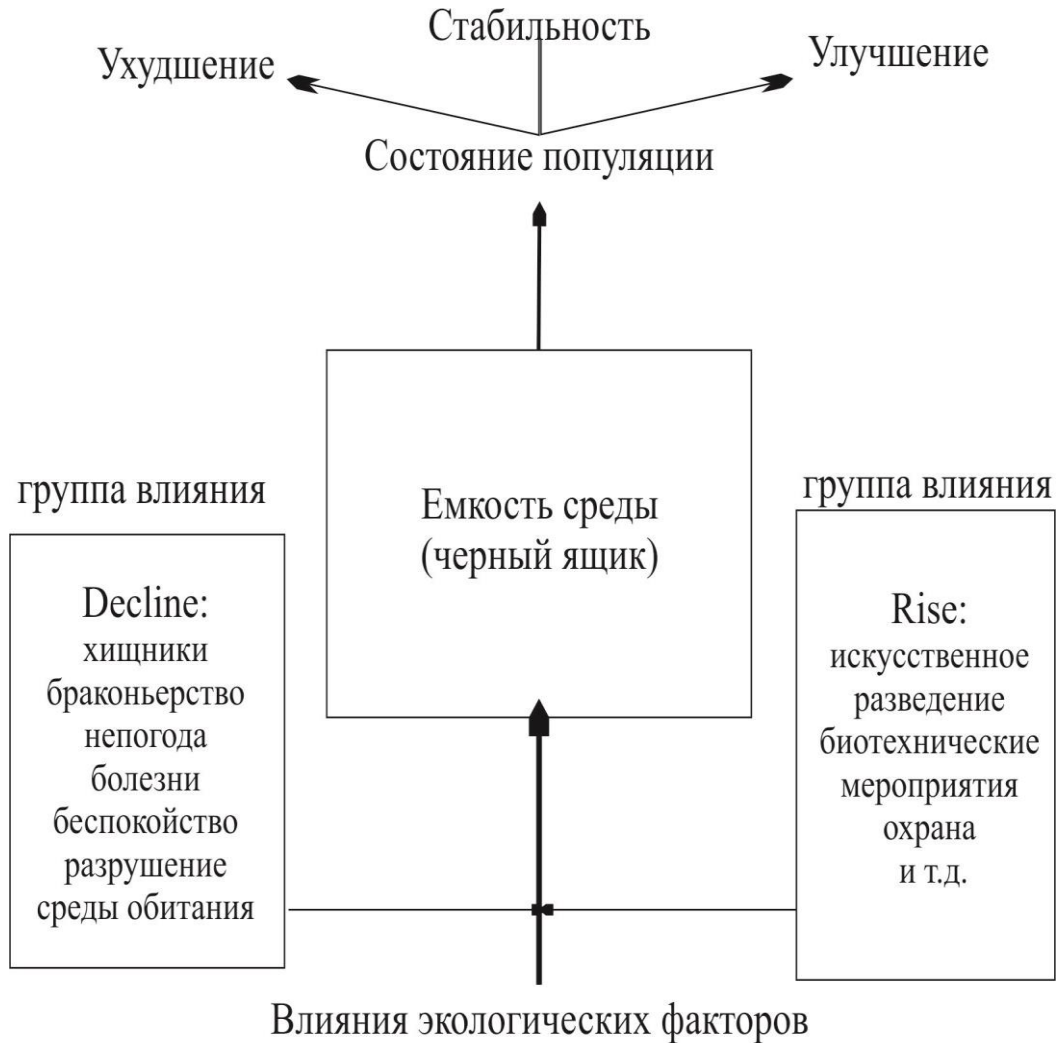 Стабильность
Ухудшение
Улучшение
Состояние популяции
группа влияния
Decline:
хищники
браконьерство
непогода
болезни
беспокойство
разрушение
среды обитания
Емкость среды
(черный ящик)
группа влияния
Rise:
искусственное
разведение
биотехнические
мероприятия
охрана
и т.д.
Влияния экологических факторов